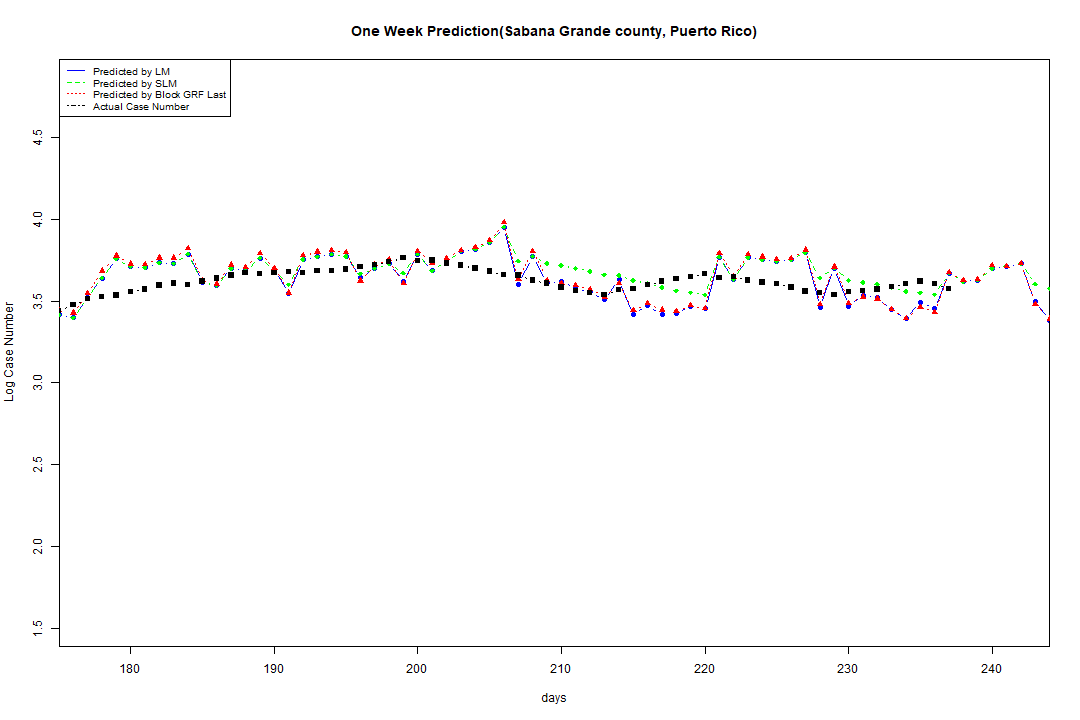 One Week Prediction(Sabana Grande county, Puerto Rico)
Predicted by LM
Predicted by SLM
Predicted by Block GRF Last
Actual Case Number
4.5
4.0
3.5
3.0
2.5
2.0
1.5
Log Case Number
180 190 200 210 220 230 240
days